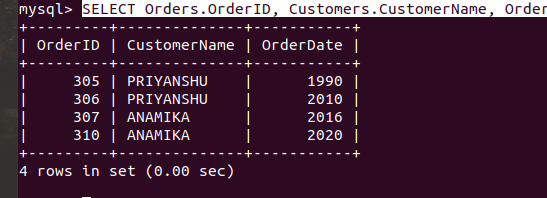 mysql> SELECT Orders.OrderID, Customers.CustomerName, Order
+---------+--------------+-----------+
| OrderID | CustomerName | OrderDate |
+---------+--------------+-----------+
|     305 | PRIYANSHU    |      1990 |
|     306 | PRIYANSHU    |      2010 |
|     307 | ANAMIKA      |      2016 |
|     310 | ANAMIKA      |      2020 |
+---------+--------------+-----------+
4 rows in set (0.00 sec)